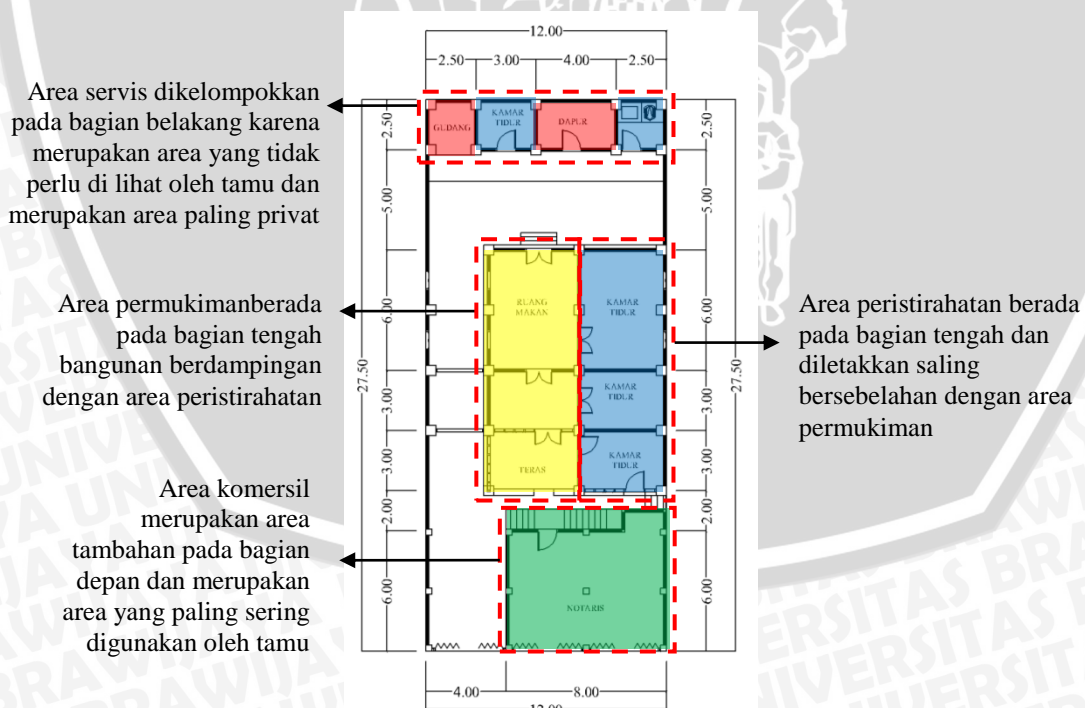 12.00
2.50 3.00 4.00 2.50
Area servis dikelompokkan
pada bagian belakang karena
merupakan area yang tidak
perlu di lihat oleh tamu dan
merupakan area paling privat
2.50
GUDANG
KAMAR
TIDUR
DAPUR
2.50
5.00
5.00
Area permukimanberada
pada bagian tengah
bangunan berdampingan
dengan area peristirahatan
27.50
6.00
RUANG
MAKAN
KAMAR
TIDUR
6.00
27.50
Area peristirahatan berada
pada bagian tengah dan
diletakkan saling
bersebelahan dengan area
permukiman
3.00
KAMAR
TIDUR
3.00
3.00
TERAS
KAMAR
TIDUR
3.00
Area komersil
merupakan area
tambahan pada bagian
depan dan merupakan
area yang paling sering
digunakan oleh tamu
2.00
2.00
6.00
NOTARIS
6.00
4.00 8.00
12.00